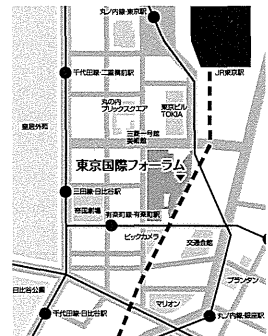 丸ノ内線・東京駅
JR東京駅
千代田線・二重橋前駅
丸の内
ブリックスクエア
東京ビル
TOKIA
皇居外苑
三菱一号館
美術館
東京国際フォーラム
三田線・日比谷駅
帝国劇場
有楽町線・有楽町駅
ビックカメラ
交通会館
日比谷公園
プランタン
マリオン
千代田線・日比谷駅
丸ノ内線・銀座駅